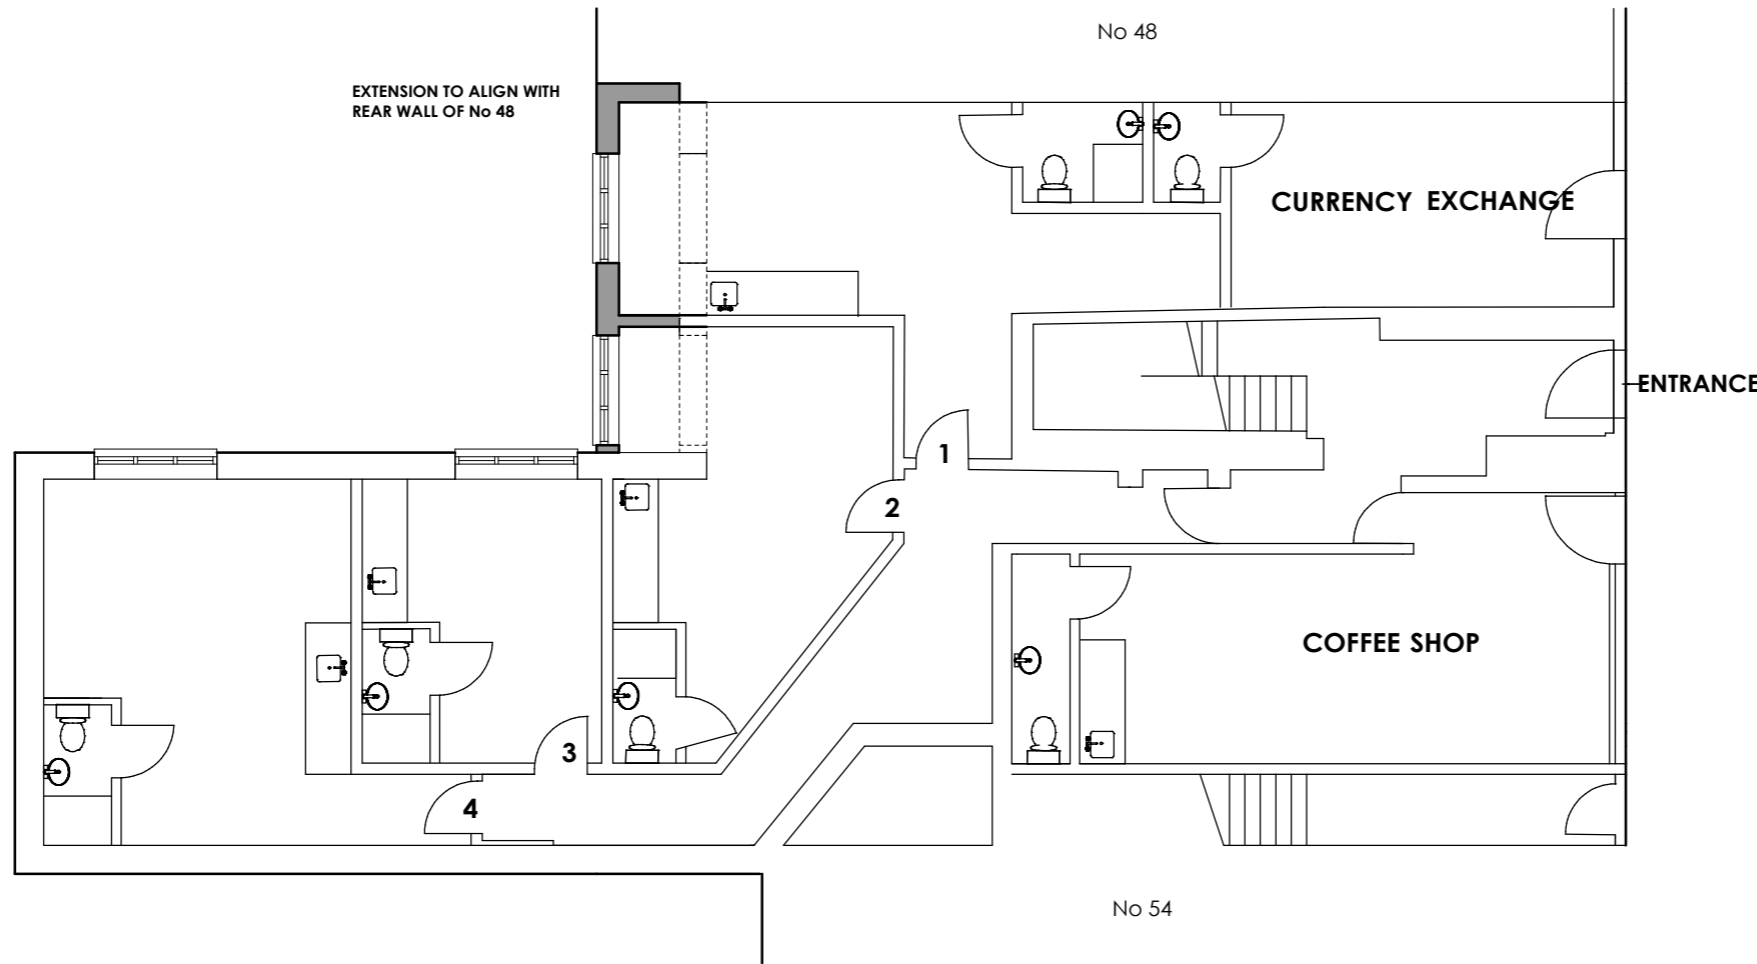 No 48
EXTENSION TO ALIGN WITH
REAR WALL OF No 48
CURRENCY EXCHANGE
ENTRANCE
1
2
COFFEE SHOP
3
4
No 54